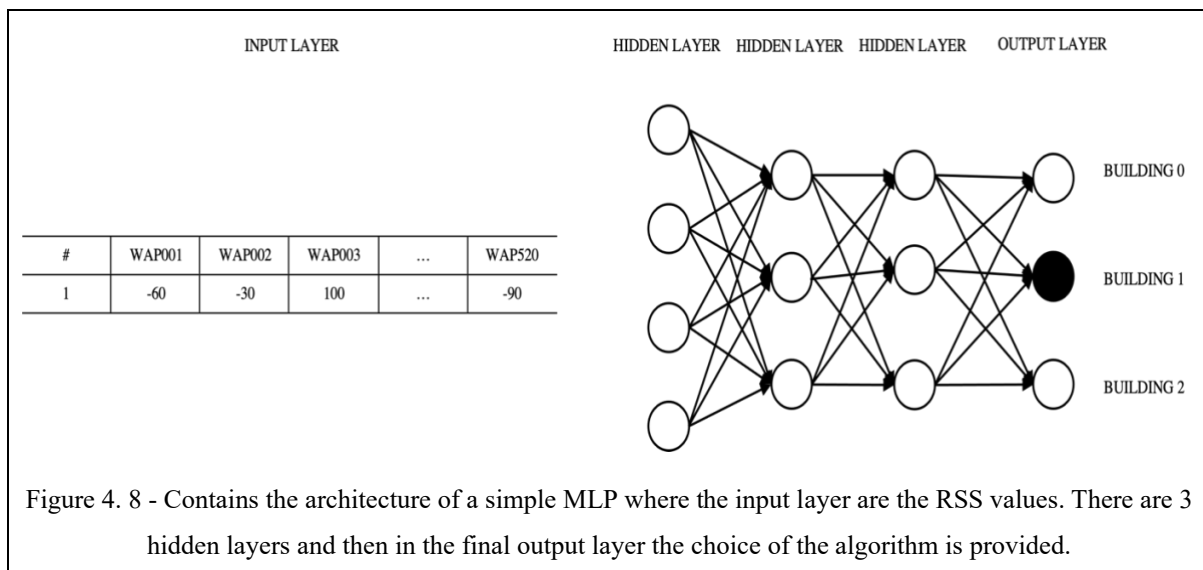 INPUT LAYER HIDDEN LAYER HIDDEN LAYER HIDDEN LAYER OUTPUT LAYER
BUILDING 0
# WAP001 WAP002 WAP003 … WAP520
BUILDING 1
1 -60 -30 100 … -90
BUILDING 2
Figure 4. 8 - Contains the architecture of a simple MLP where the input layer are the RSS values. There are 3
hidden layers and then in the final output layer the choice of the algorithm is provided.